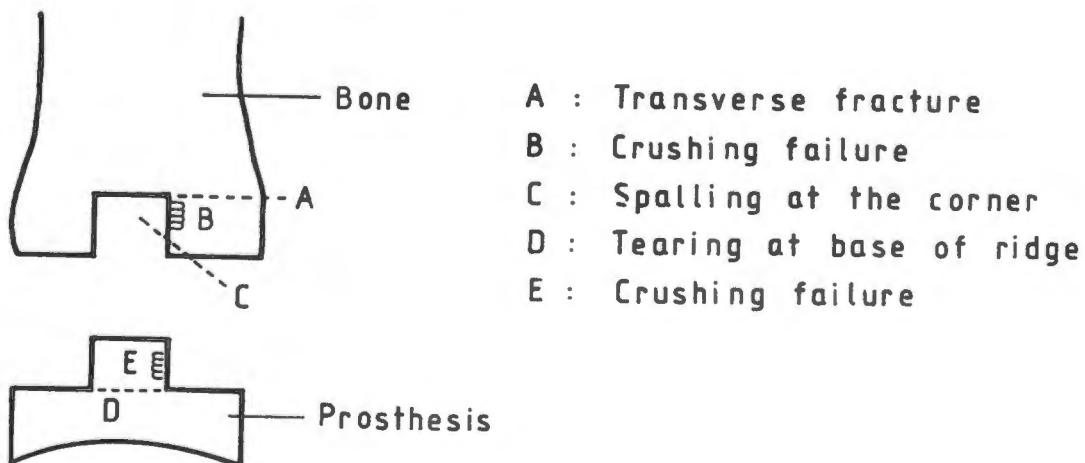 Bone
A
B
C
E
D
Prosthesis
A : Transverse fracture
B : Crushing failure
C : Spalling at the corner
D : Tearing at base of ridge
E : Crushing failure